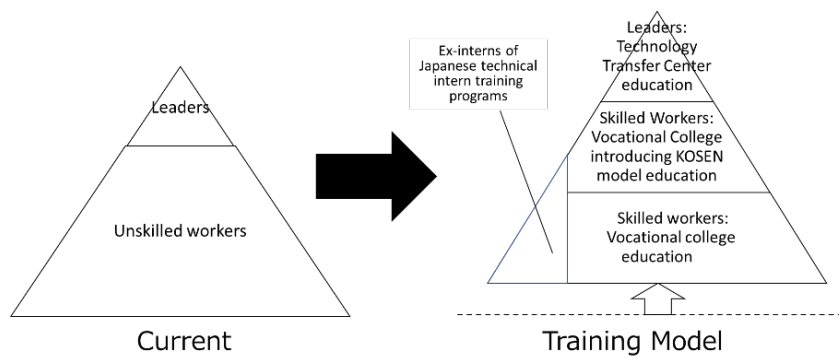 Leaders
Unskilled workers
Current
Ex-interns of
Japanese technical
intern training
programs
Leaders:
Technology
Transfer Center
education
Skilled Workers:
Vocational College
introducing KOSEN
model education
Skilled workers:
Vocational college
education
Training Model